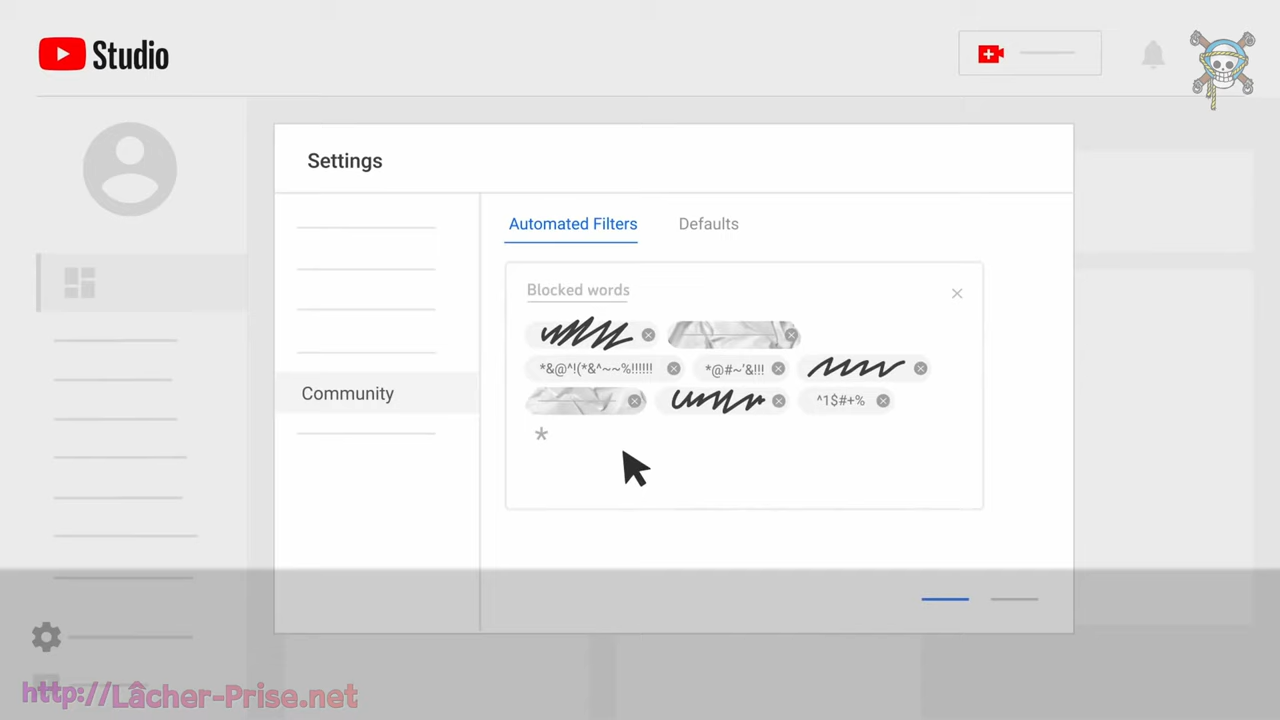 Studio
Settings
Automated Filters
Defaults
Blocked words
*&@^!(*&^~~%!!!!!!
*@#~'&!!!
Community
^1$#+%
*
http://Lâcher-Prise.net